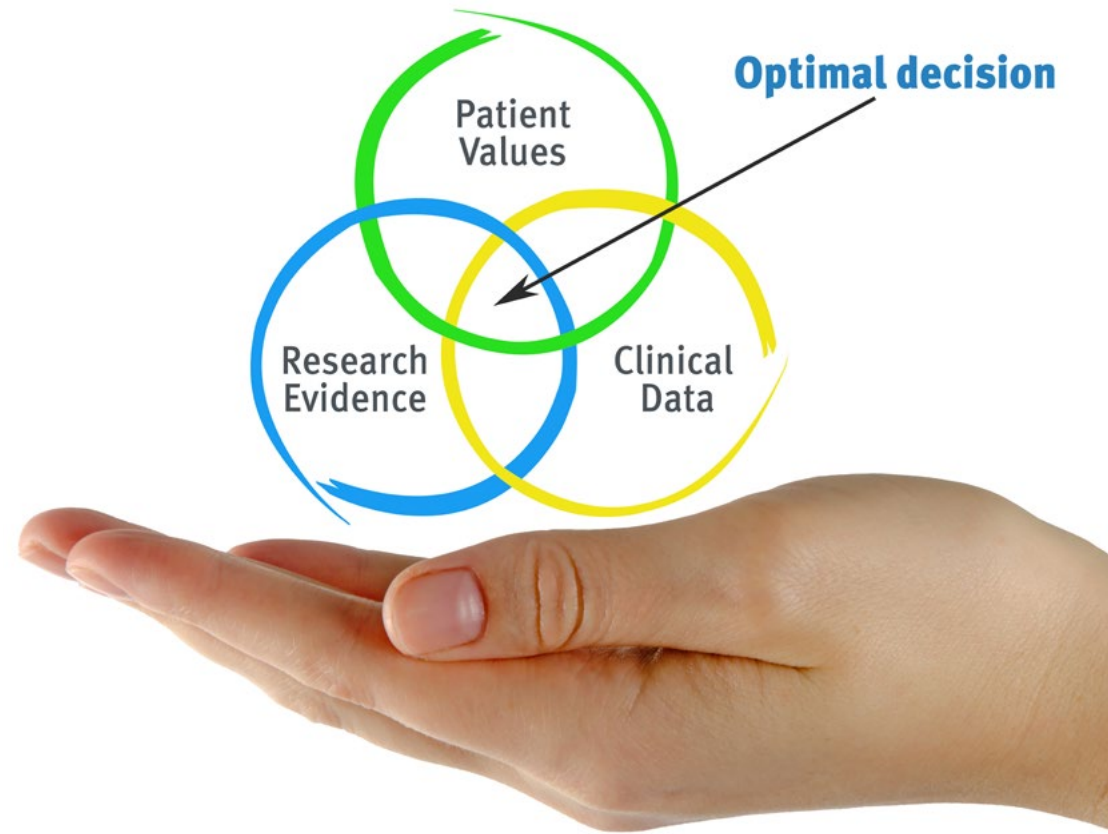 Optimal decision
Patient
Values
Research
Evidence
Clinical
Data